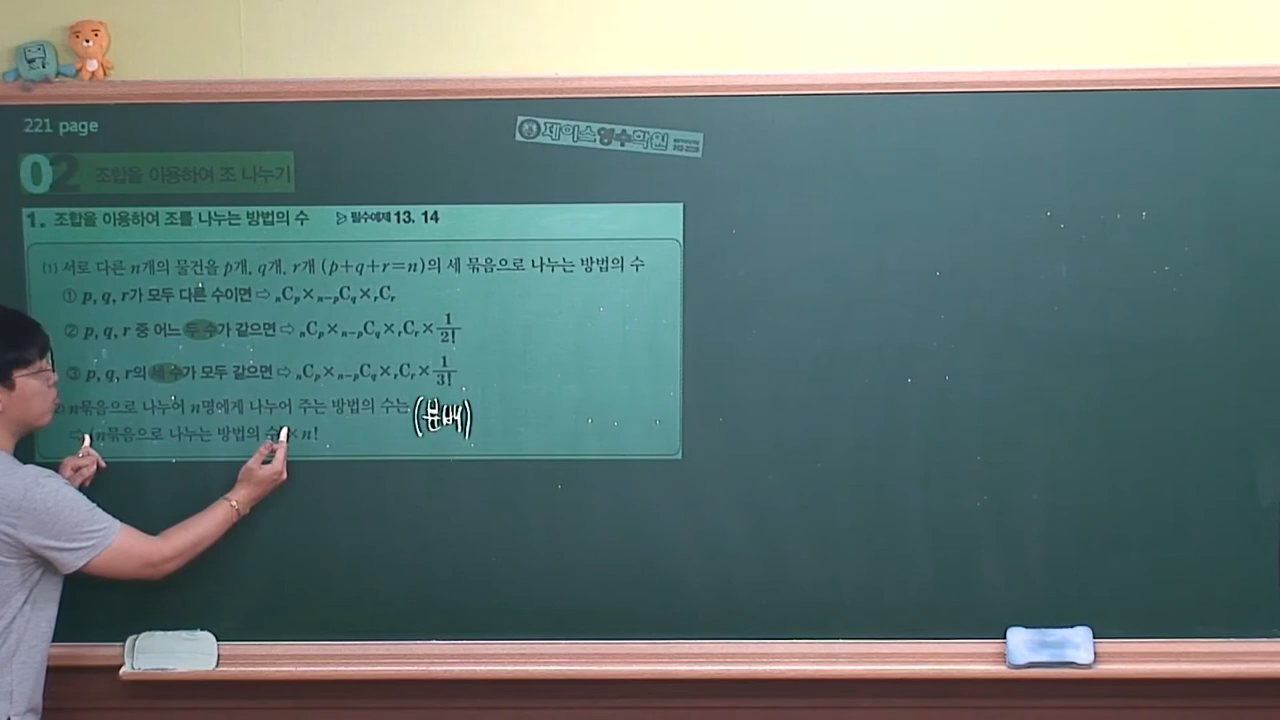 221 page
제이스영수학원
02 조합을 이용하여 조 나누기
1. 조합을 이용하여 조를 나누는 방법의 수 ▷ 필수예제 13, 14
(1) 서로 다른 n개의 물건을 p개, q개, r개 (p+q+r=n)의 세 묶음으로 나누는 방법의 수
① p, q, r가 모두 다른 수이면 ⇨ ₙCₚ×ₙ₋ₚC_q×ᵣCᵣ
② p, q, r 중 어느 두 수가 같으면 ⇨ ₙCₚ×ₙ₋ₚC_q×ᵣCᵣ×1/2!
③ p, q, r의 세 수가 모두 같으면 ⇨ ₙCₚ×ₙ₋ₚC_q×ᵣCᵣ×1/3!
n묶음으로 나누어 n명에게 나누어 주는 방법의 수는 (분배)
⇨ (n묶음으로 나누는 방법의 수)×n!